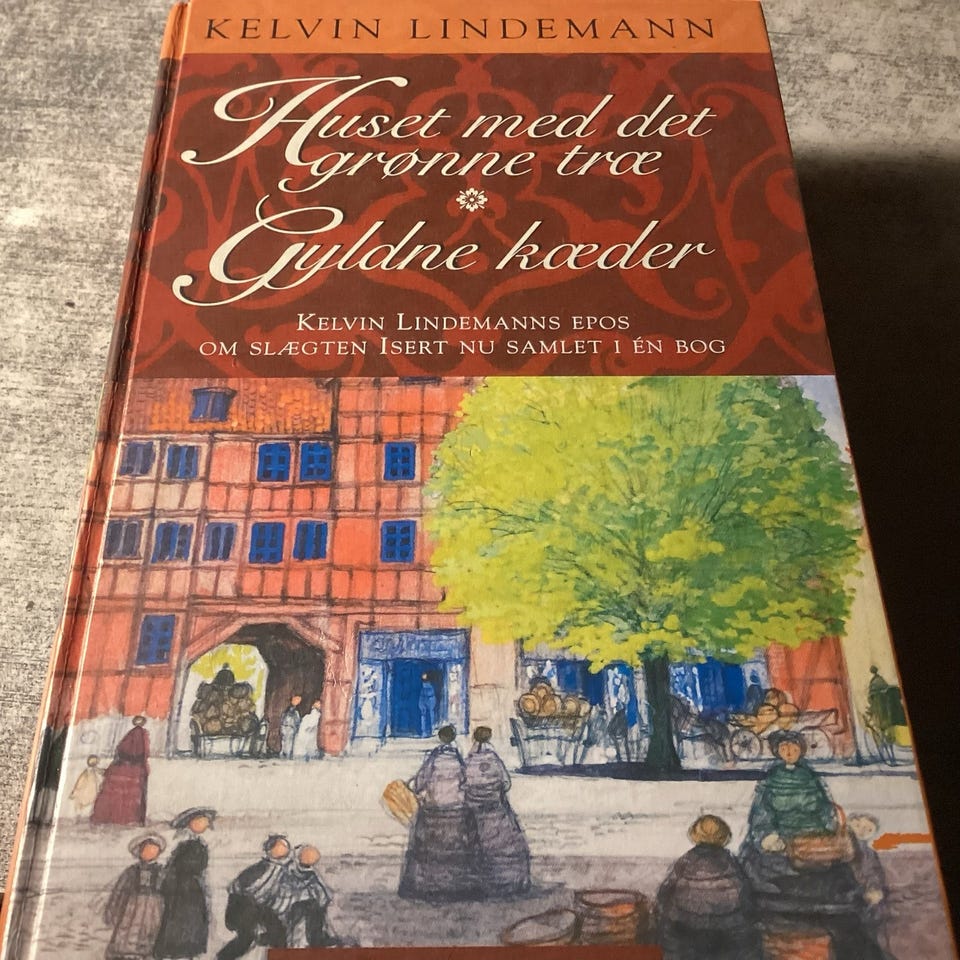 KELVIN LINDEMANN
Huset med det
grønne træ
Gyldne kæder
KELVIN LINDEMANNS EPOS
OM SLÆGTEN ISERT NU SAMLET I ÉN BOG